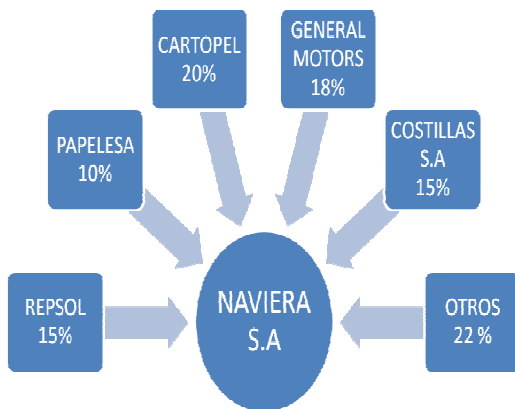 CARTOPEL
20%
GENERAL
MOTORS
18%
PAPELESA
10%
COSTILLAS
S.A
15%
REPSOL
15%
NAVIERA
S.A
OTROS
22 %